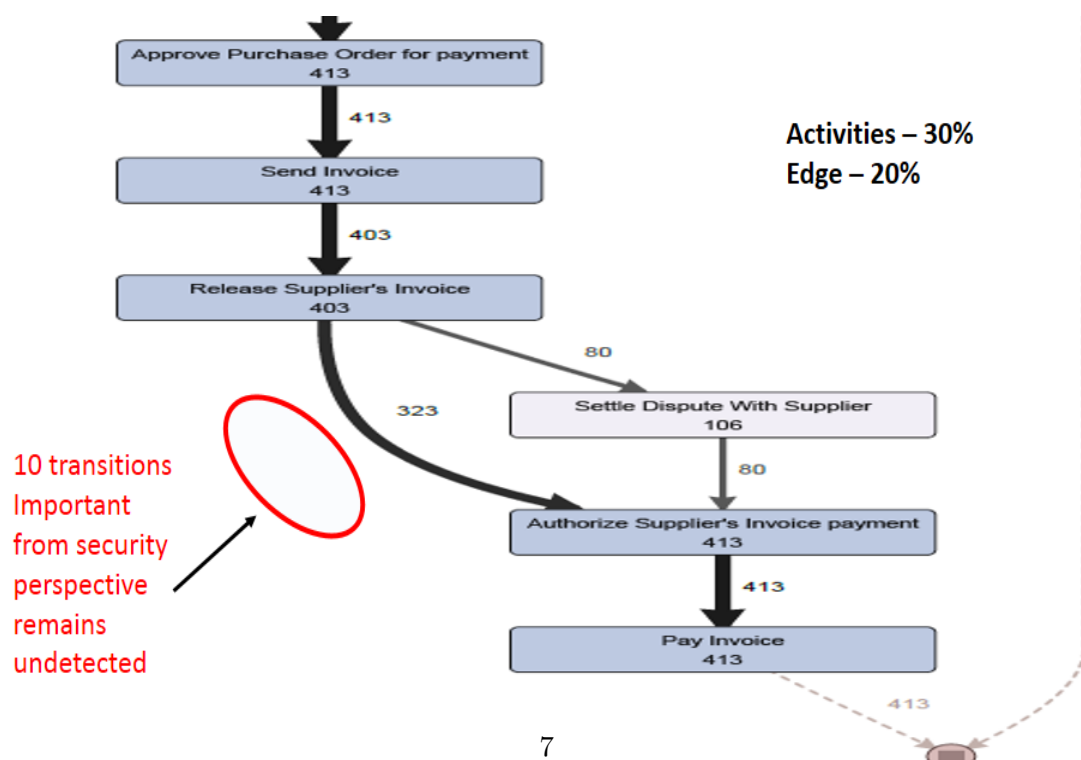 Approve Purchase Order for payment
413
413
Activities – 30%
Edge – 20%
Send Invoice
413
403
Release Supplier's Invoice
403
80
323
Settle Dispute With Supplier
106
80
10 transitions
Important
from security
perspective
remains
undetected
Authorize Supplier's Invoice payment
413
413
Pay Invoice
413
413
7